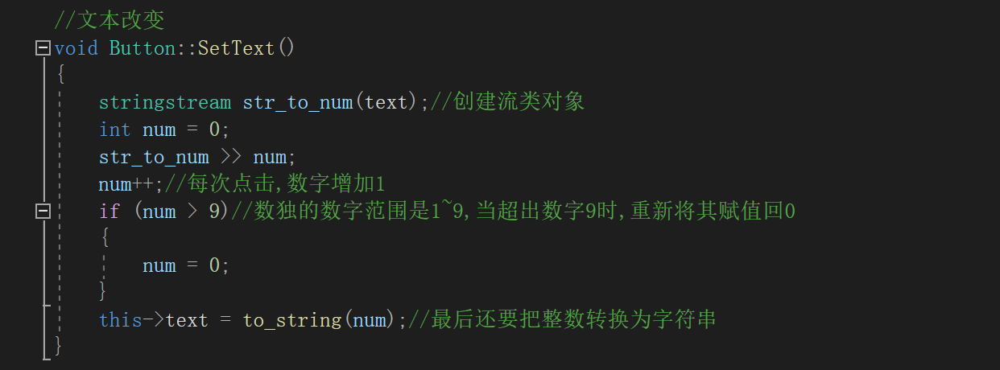 //文本改变
void Button::SetText()
{
stringstream str_to_num(text);//创建流类对象
int num = 0;
str_to_num >> num;
num++;//每次点击,数字增加1
if (num > 9)//数独的数字范围是1~9,当超出数字9时,重新将其赋值回0
{
num = 0;
}
this->text = to_string(num);//最后还要把整数转换为字符串
}